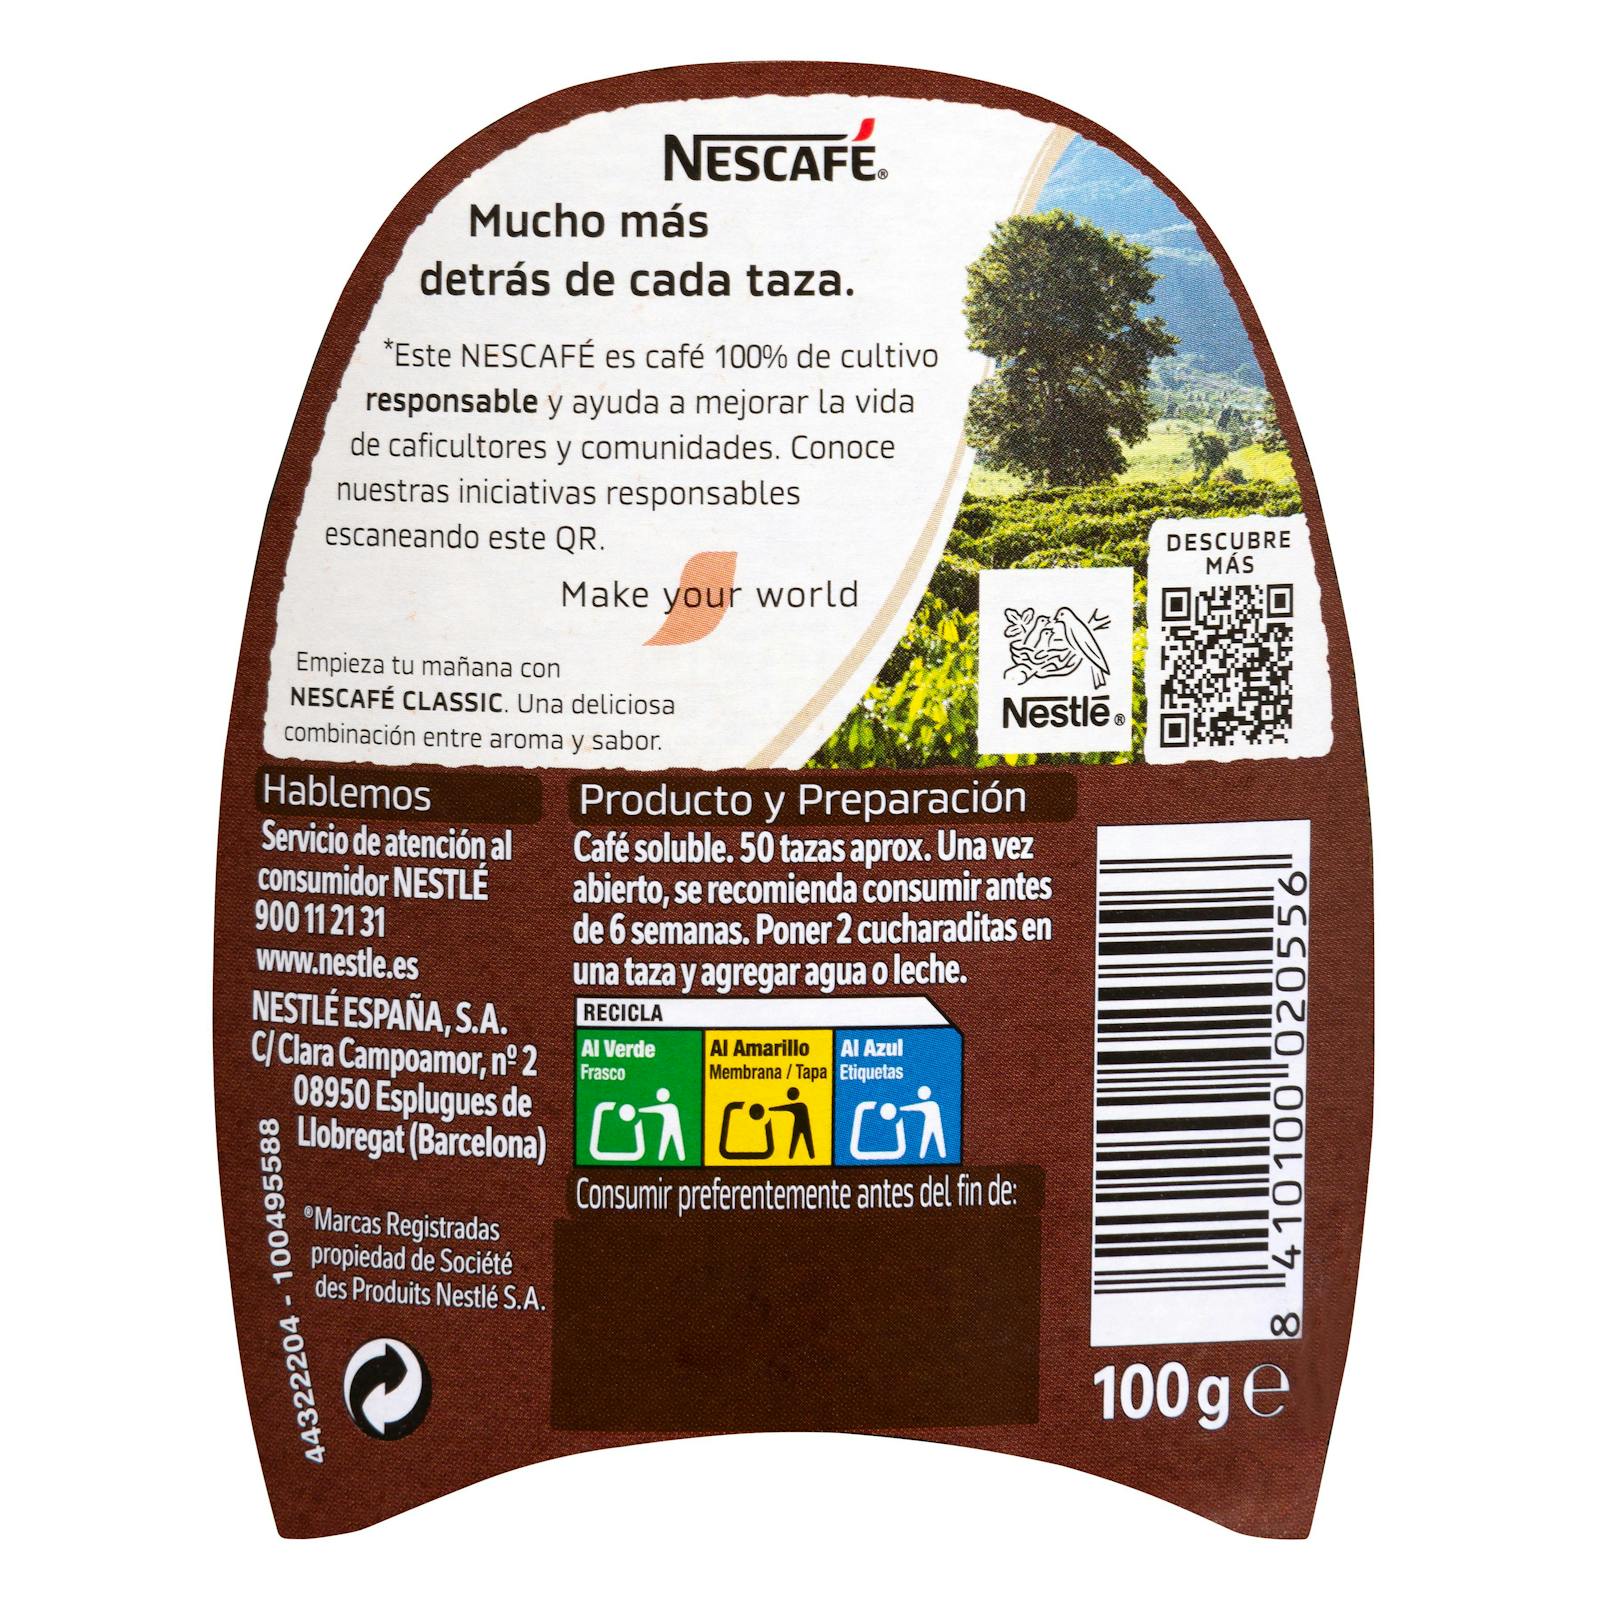 NESCAFÉ®
Mucho más
detrás de cada taza.
*Este NESCAFÉ es café 100% de cultivo
responsable y ayuda a mejorar la vida
de caficultores y comunidades. Conoce
nuestras iniciativas responsables
escaneando este QR.
Make your world
Empieza tu mañana con
NESCAFÉ CLASSIC. Una deliciosa
combinación entre aroma y sabor.
DESCUBRE
MÁS
Nestlé®
Hablemos
Servicio de atención al
consumidor NESTLÉ
900 11 21 31
www.nestle.es
NESTLÉ ESPAÑA, S.A.
C/ Clara Campoamor, nº 2
08950 Esplugues de
Llobregat (Barcelona)
®Marcas Registradas
propiedad de Société
des Produits Nestlé S.A.
44322204 - 100495588
Producto y Preparación
Café soluble. 50 tazas aprox. Una vez
abierto, se recomienda consumir antes
de 6 semanas. Poner 2 cucharaditas en
una taza y agregar agua o leche.
RECICLA
Al Verde
Frasco
Al Amarillo
Membrana / Tapa
Al Azul
Etiquetas
Consumir preferentemente antes del fin de:
8 410100 020556
100 g ℮